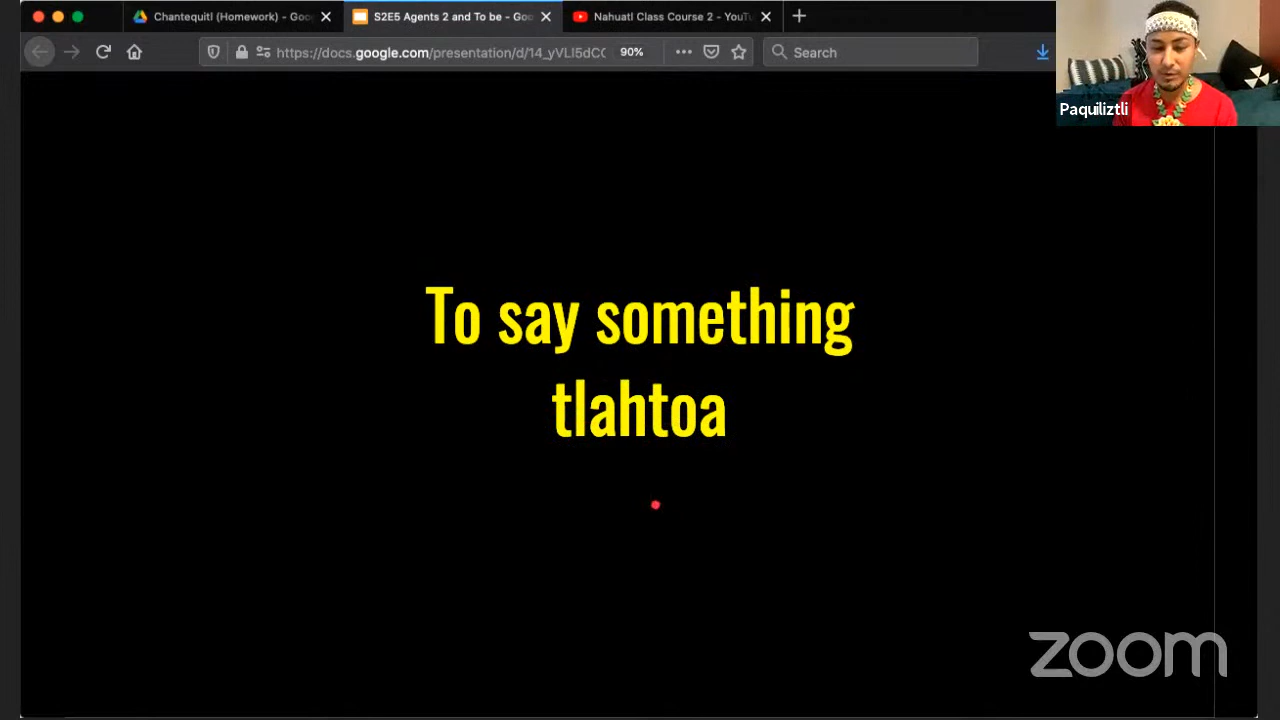 Chantequitl (Homework) - Goo
S2E5 Agents 2 and To be - Goo
Nahuatl Class Course 2 - YouTu
https://docs.google.com/presentation/d/14_yVLI5dC
90%
Search
Paquiliztli
To say something
tlahtoa
zoom